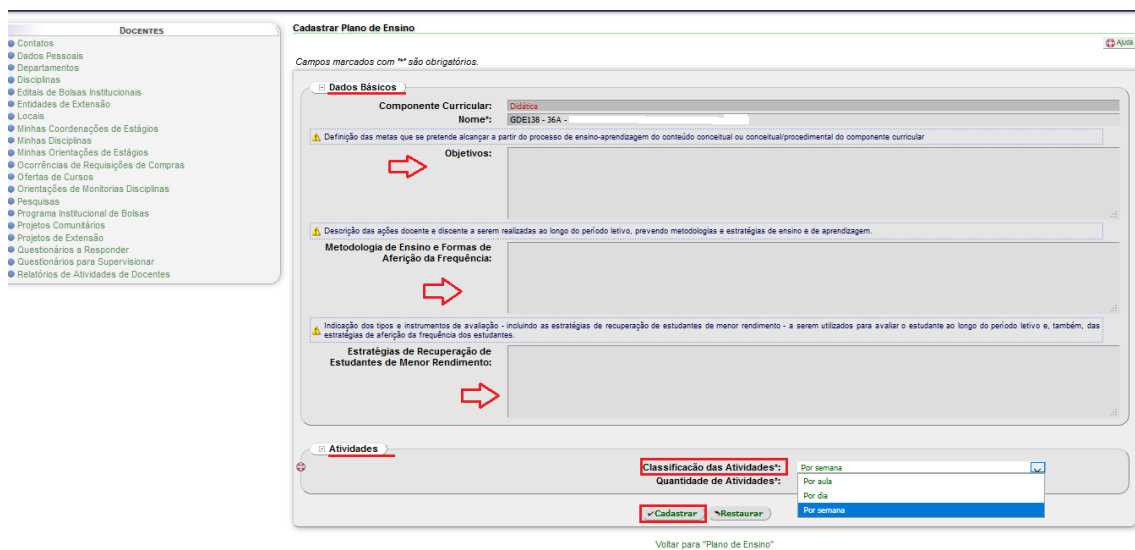 DOCENTES
Contatos
Dados Pessoais
Departamentos
Disciplinas
Editais de Bolsas Institucionais
Entidades de Extensão
Locais
Minhas Coordenações de Estágios
Minhas Disciplinas
Minhas Orientações de Estágios
Ocorrências de Requisições de Compras
Ofertas de Cursos
Orientações de Monitorias Disciplinas
Pesquisas
Programa Institucional de Bolsas
Projetos Comunitários
Projetos de Extensão
Questionários a Responder
Questionários para Supervisionar
Relatórios de Atividades de Docentes
Cadastrar Plano de Ensino
Ajuda
Campos marcados com "*" são obrigatórios.
Dados Básicos
Componente Curricular: Didática
Nome*: GDE138 - 36A -
Definição das metas que se pretende alcançar a partir do processo de ensino-aprendizagem do conteúdo conceitual ou conceitual/procedimental do componente curricular
Objetivos:
Descrição das ações docente e discente a serem realizadas ao longo do período letivo, prevendo metodologias e estratégias de ensino e de aprendizagem.
Metodologia de Ensino e Formas de
Aferição da Frequência:
Indicação dos tipos e instrumentos de avaliação - incluindo as estratégias de recuperação de estudantes de menor rendimento - a serem utilizados para avaliar o estudante ao longo do período letivo e, também, das
estratégias de aferição da frequência dos estudantes.
Estratégias de Recuperação de
Estudantes de Menor Rendimento:
Atividades
Classificação das Atividades*: Por semana
Quantidade de Atividades*: Por aula
Por dia
Por semana
Cadastrar Restaurar
Voltar para "Plano de Ensino"